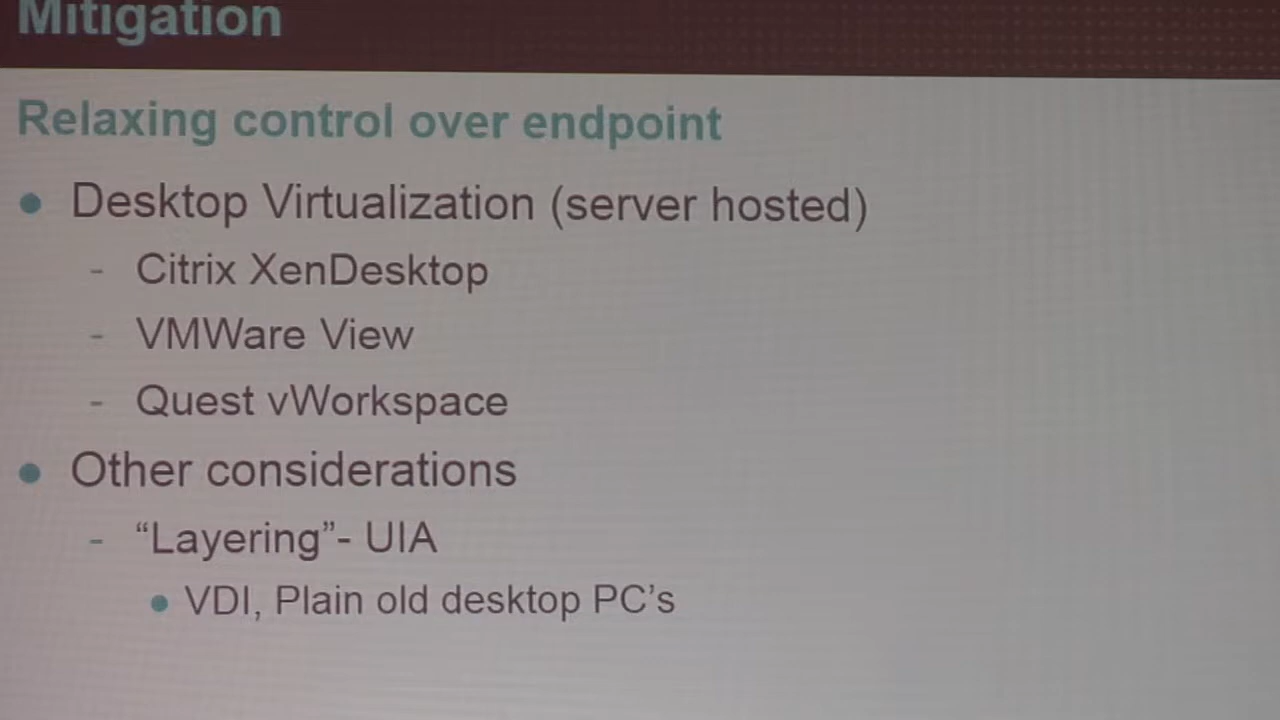 Mitigation
Relaxing control over endpoint
• Desktop Virtualization (server hosted)
- Citrix XenDesktop
- VMWare View
- Quest vWorkspace
• Other considerations
- “Layering”- UIA
• VDI, Plain old desktop PC’s